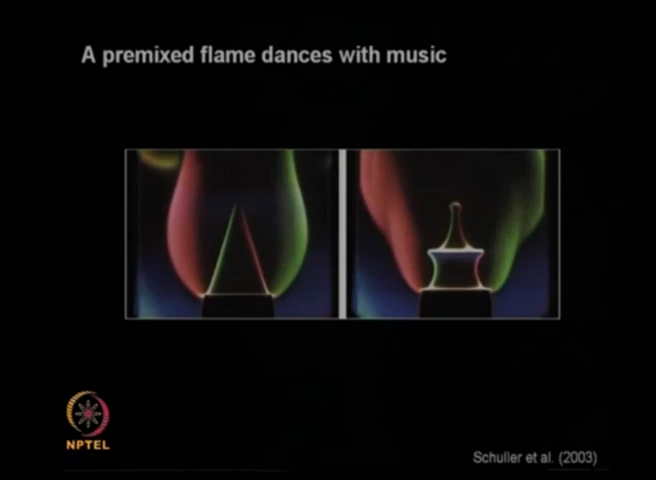 A premixed flame dances with music
NPTEL
Schuller et al. (2003)